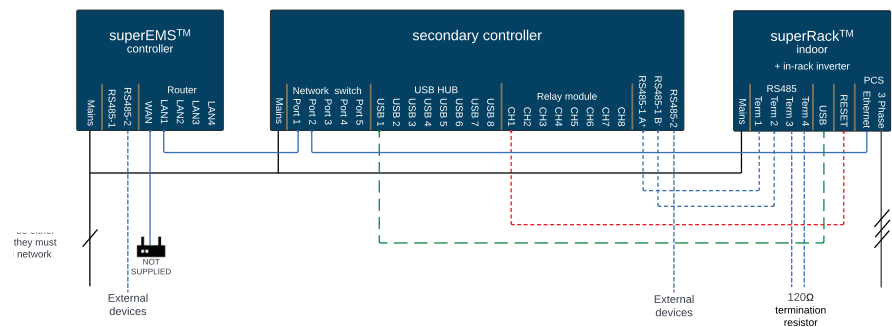 superEMS™
controller
Router
Mains
RS485-1
RS485-2
WAN
LAN1
LAN2
LAN3
LAN4
secondary controller
Network switch
USB HUB
Relay module
Mains
Port 1
Port 2
Port 3
Port 4
Port 5
USB 1
USB 2
USB 3
USB 4
USB 5
USB 6
USB 7
USB 8
CH1
CH2
CH3
CH4
CH5
CH6
CH7
CH8
RS485-1 A+
RS485-1 B-
RS485-2
superRack™
indoor
+ in-rack inverter
PCS
RS485
Mains
Term 1
Term 2
Term 3
Term 4
USB
RESET
Ethernet
3 Phase
they must
network
NOT
SUPPLIED
External
devices
External
devices
120Ω
termination
resistor